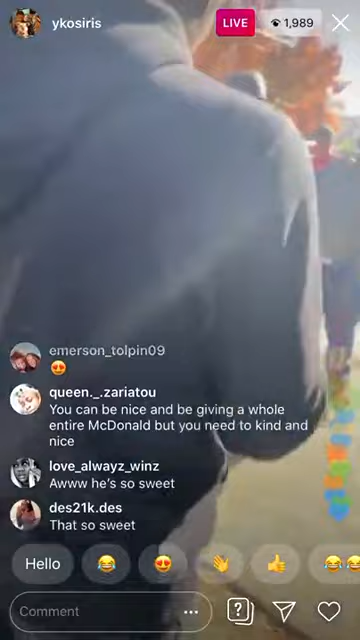 ykosiris
LIVE
1,989
emerson_tolpin09
😍
queen._.zariatou
You can be nice and be giving a whole
entire McDonald but you need to kind and
nice
love_alwayz_winz
Awww he's so sweet
des21k.des
That so sweet
Hello 😂 😍 👏 👍 😂😂
Comment